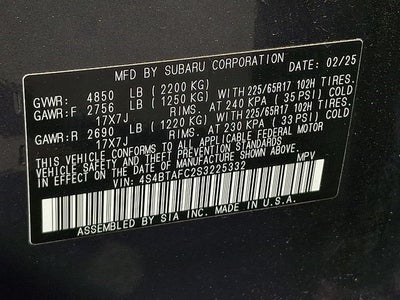 MFD BY SUBARU CORPORATION DATE: 02/25
GVWR: 4850 LB (2200 KG)
GAWR:F 2756 LB (1250 KG) WITH 225/65R17 102H TIRES.
17X7J RIMS. AT 240 KPA ( 35 PSI) COLD
GAWR:R 2690 LB (1220 KG) WITH 225/65R17 102H TIRES.
17X7J RIMS. AT 230 KPA ( 33 PSI) COLD
THIS VEHICLE CONFORMS TO ALL APPLICABLE FEDERAL MOTOR
VEHICLE SAFETY AND THEFT PREVENTION STANDARDS IN EFFECT ON
THE DATE OF MANUFACTURE SHOWN ABOVE.
VIN: 4S4BTAFC2S3225332 MPV
ASSEMBLED BY SIA INC. MADE IN U.S.A.